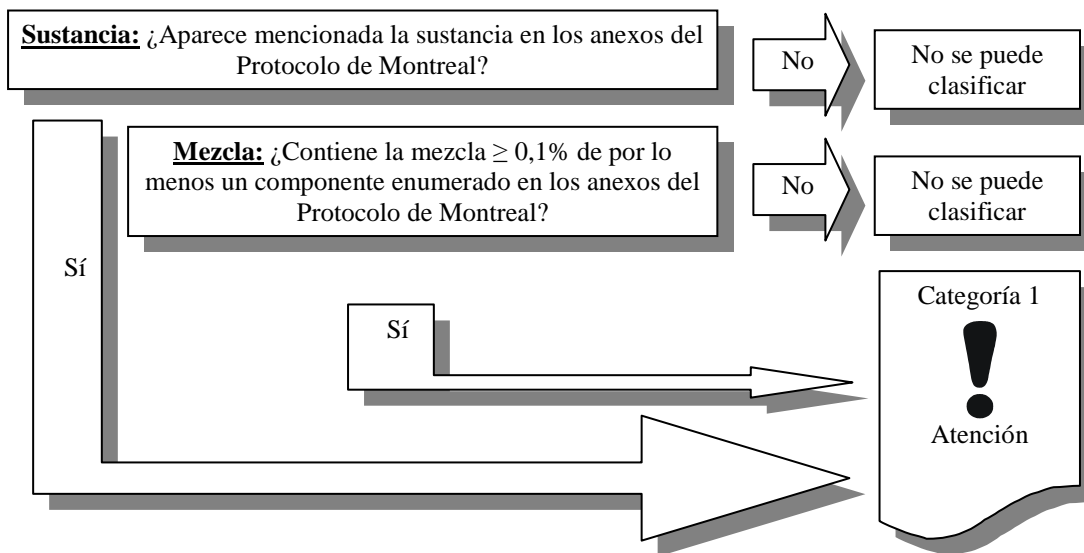 Sustancia: ¿Aparece mencionada la sustancia en los anexos del
Protocolo de Montreal?
No
No se puede
clasificar
Mezcla: ¿Contiene la mezcla ≥ 0,1% de por lo
menos un componente enumerado en los anexos del
Protocolo de Montreal?
No
No se puede
clasificar
Sí
Sí
Categoría 1
!
Atención